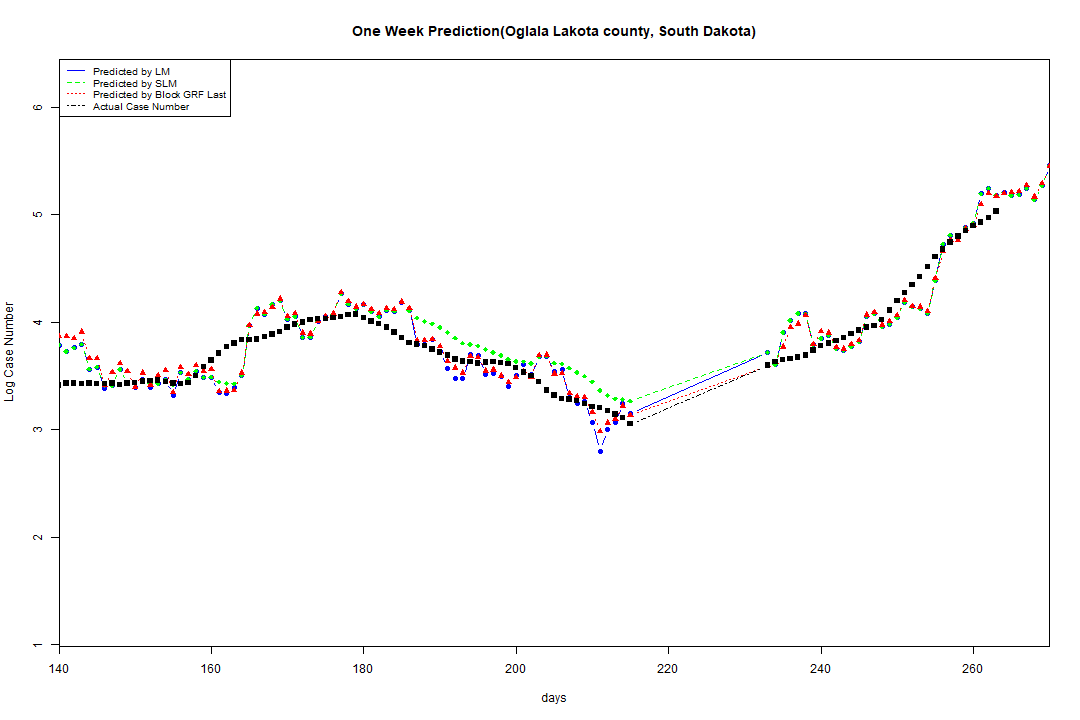 One Week Prediction(Oglala Lakota county, South Dakota)
Predicted by LM
Predicted by SLM
Predicted by Block GRF Last
Actual Case Number
Log Case Number
6
5
4
3
2
1
140 160 180 200 220 240 260
days